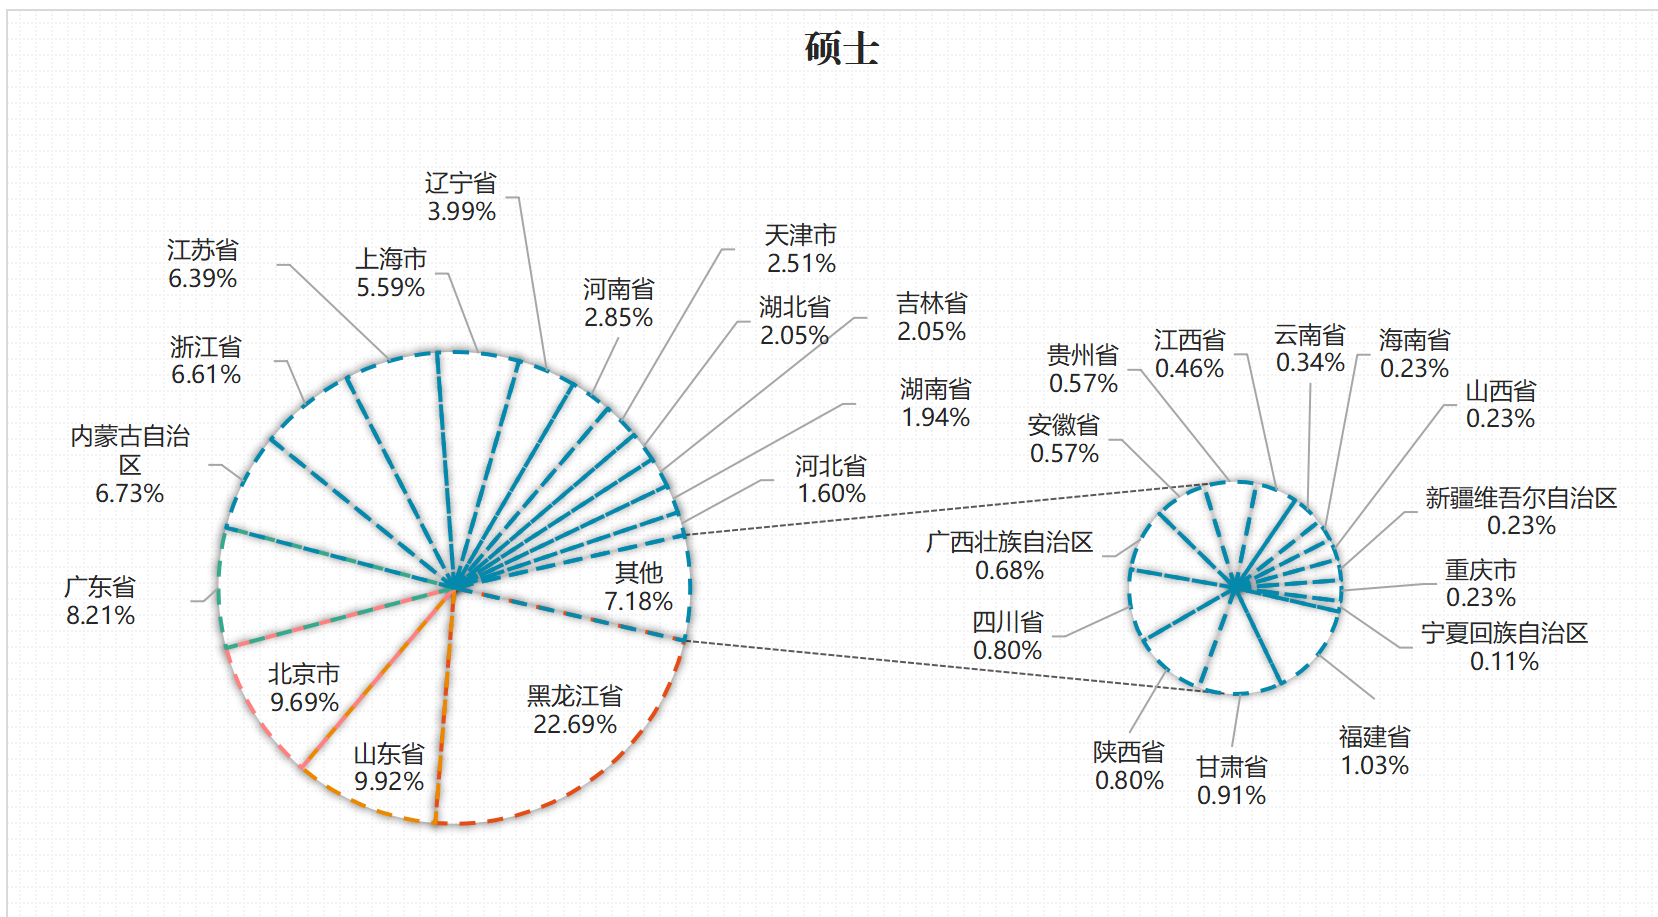 硕士
辽宁省
3.99%
江苏省
6.39%
上海市
5.59%
天津市
2.51%
河南省
2.85%
湖北省
2.05%
吉林省
2.05%
浙江省
6.61%
湖南省
1.94%
内蒙古自治
区
6.73%
河北省
1.60%
广东省
8.21%
其他
7.18%
北京市
9.69%
黑龙江省
22.69%
山东省
9.92%
贵州省
0.57%
江西省
0.46%
云南省
0.34%
海南省
0.23%
山西省
0.23%
安徽省
0.57%
新疆维吾尔自治区
0.23%
广西壮族自治区
0.68%
重庆市
0.23%
四川省
0.80%
宁夏回族自治区
0.11%
陕西省
0.80%
甘肃省
0.91%
福建省
1.03%